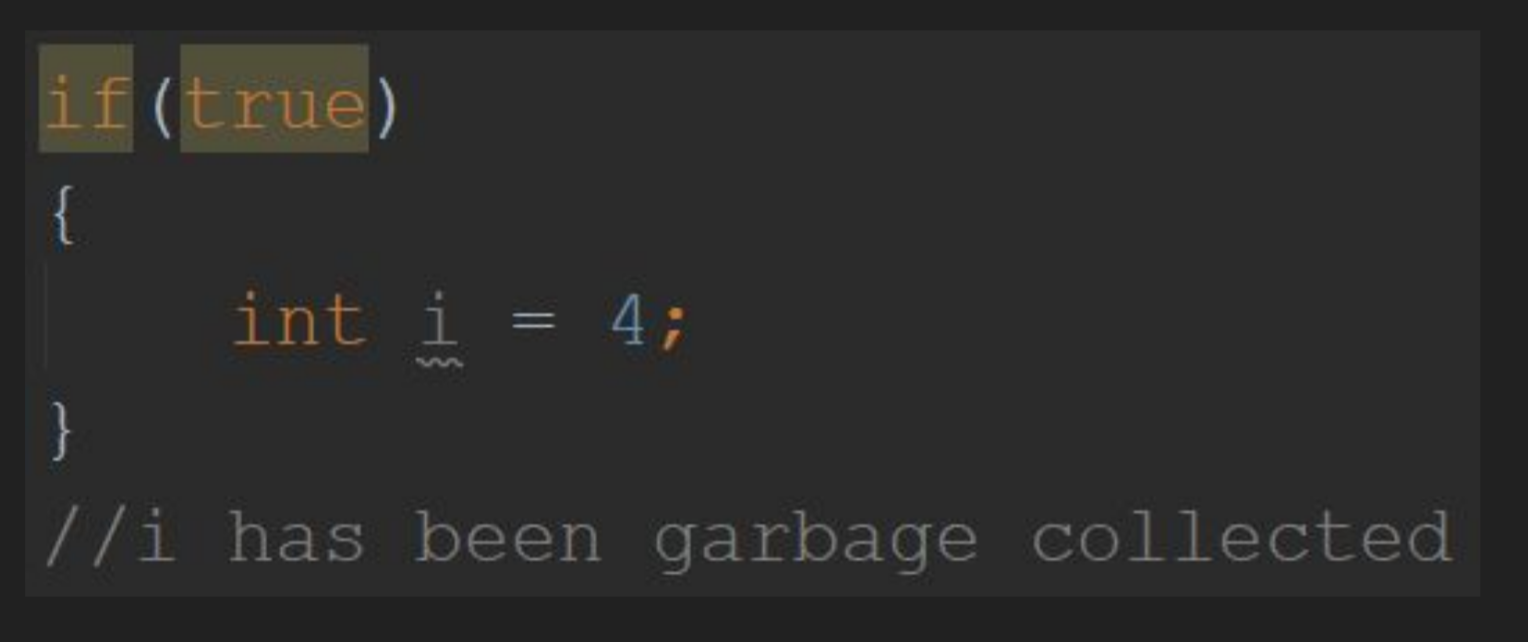 if(true)
{
    int i = 4;
}
//i has been garbage collected